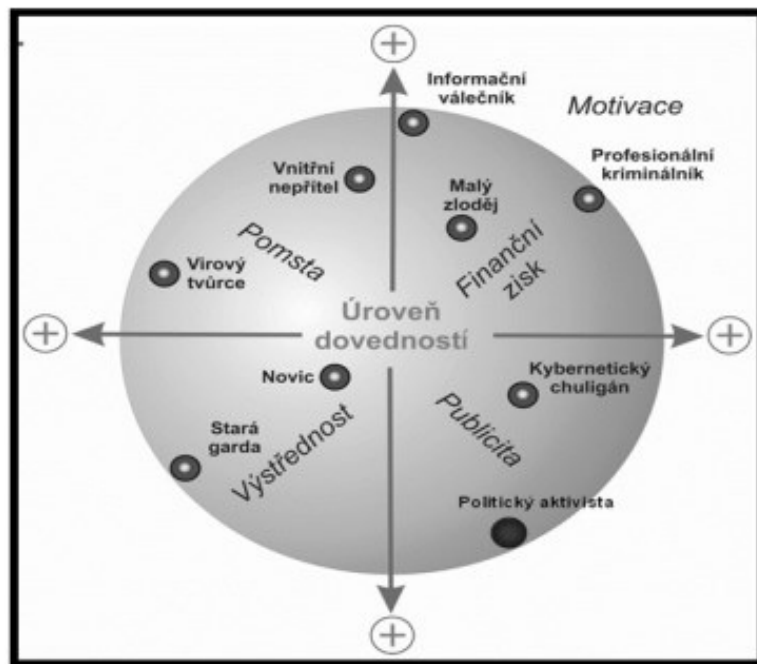 Informační
válečník
Motivace
Profesionální
kriminálník
Vnitřní
nepřítel
Malý
zloděj
Pomsta
Finanční
zisk
Virový
tvůrce
Úroveň
dovedností
Novic
Kybernetický
chuligán
Stará
garda
Výstřednost
Publicita
Politický aktivista